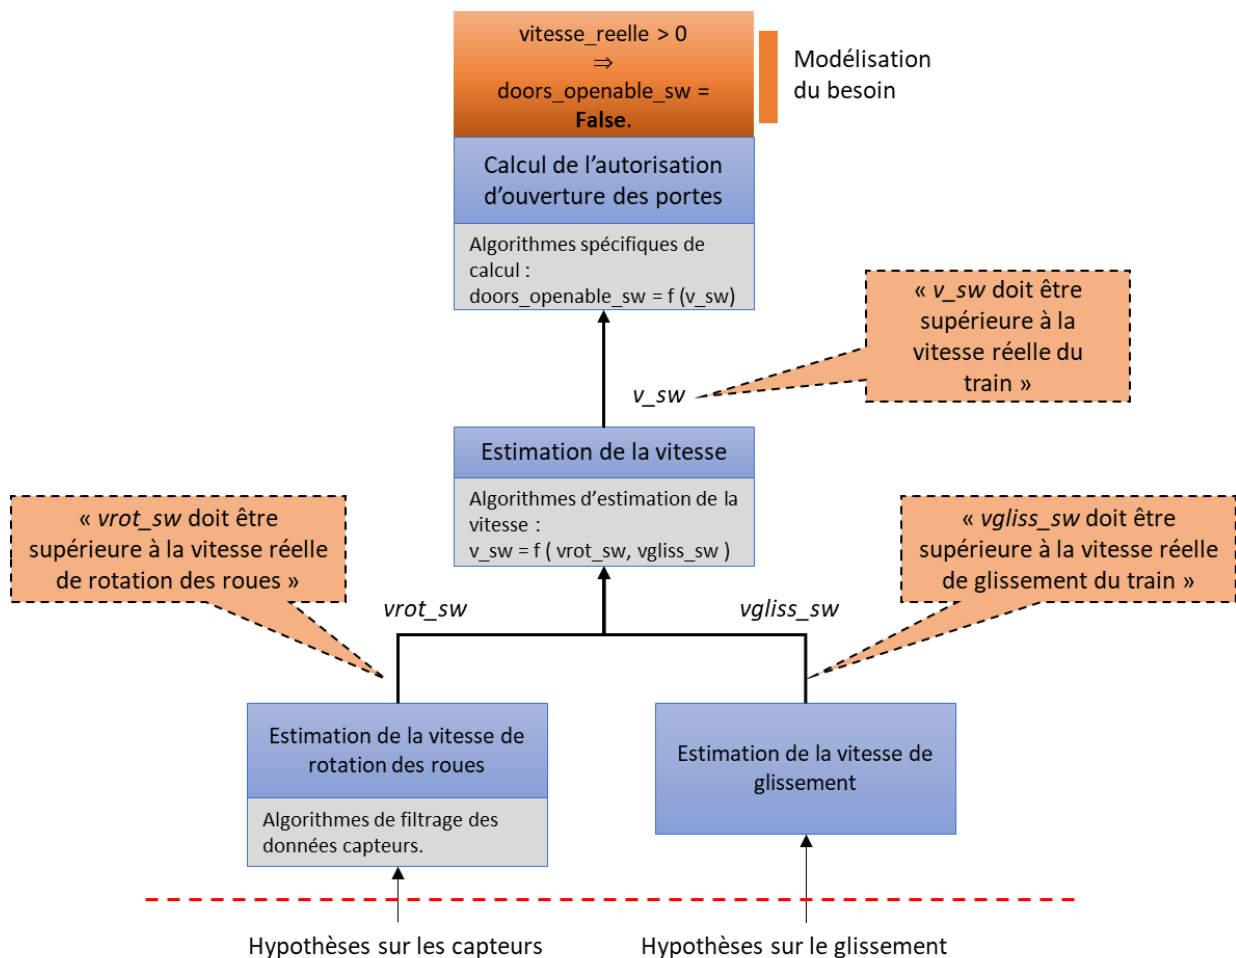 vitesse_reelle > 0
⇒
doors_openable_sw =
False.
Modélisation
du besoin
Calcul de l'autorisation
d'ouverture des portes
Algorithmes spécifiques de
calcul :
doors_openable_sw = f (v_sw)
« v_sw doit être
supérieure à la
vitesse réelle du
train »
v_sw
Estimation de la vitesse
Algorithmes d'estimation de la
vitesse :
v_sw = f ( vrot_sw, vgliss_sw )
« vrot_sw doit être
supérieure à la vitesse réelle
de rotation des roues »
« vgliss_sw doit être
supérieure à la vitesse réelle
de glissement du train »
vrot_sw
vgliss_sw
Estimation de la vitesse de
rotation des roues
Algorithmes de filtrage des
données capteurs.
Estimation de la vitesse de
glissement
Hypothèses sur les capteurs
Hypothèses sur le glissement